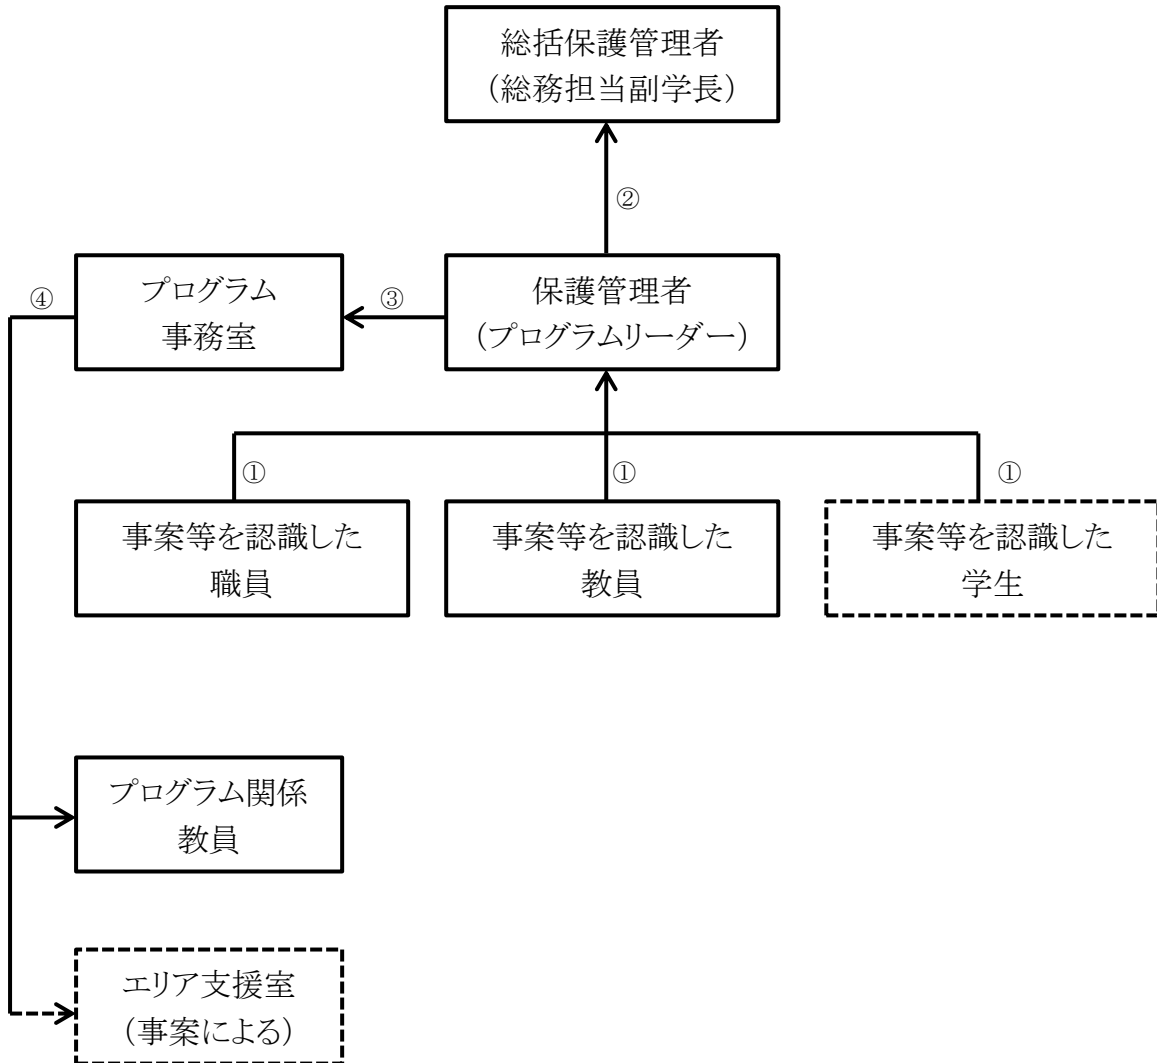 総括保護管理者
(総務担当副学長)
②
プログラム
事務室
④
③
保護管理者
(プログラムリーダー)
①
①
①
事案等を認識した
職員
事案等を認識した
教員
事案等を認識した
学生
プログラム関係
教員
エリア支援室
(事案による)